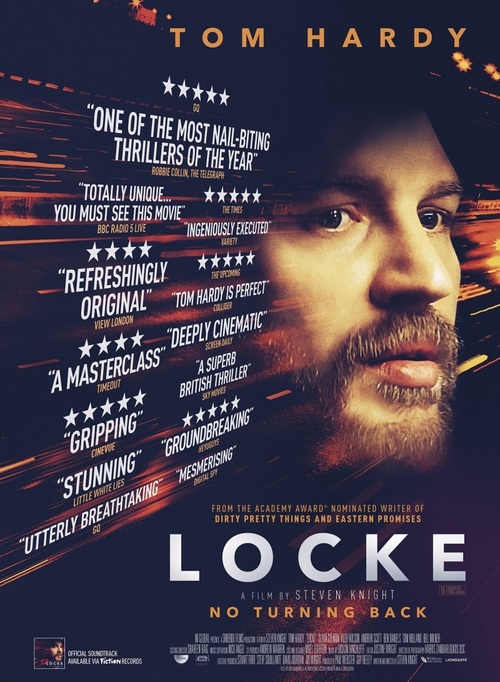 TOM HARDY
GQ
"ONE OF THE MOST NAIL-BITING
THRILLERS OF THE YEAR"
ROBBIE COLLIN, THE TELEGRAPH
"TOTALLY UNIQUE...
YOU MUST SEE THIS MOVIE"
BBC RADIO 5 LIVE
"REFRESHINGLY
ORIGINAL"
VIEW LONDON
"A MASTERCLASS"
TIMEOUT
"GRIPPING"
CINEVUE
"STUNNING"
LITTLE WHITE LIES
"UTTERLY BREATHTAKING"
GQ
THE TIMES
"INGENIOUSLY EXECUTED"
VARIETY
THE UPCOMING
"TOM HARDY IS PERFECT"
COLLIDER
"DEEPLY CINEMATIC"
SCREEN DAILY
"A SUPERB
BRITISH THRILLER"
SKY MOVIES
"GROUNDBREAKING"
HEYUGUYS
"MESMERISING"
DIGITAL SPY
FROM THE ACADEMY AWARD® NOMINATED WRITER OF
DIRTY PRETTY THINGS AND EASTERN PROMISES
LOCKE
A FILM BY STEVEN KNIGHT
NO TURNING BACK
LOCKE
OFFICIAL SOUNDTRACK
AVAILABLE VIA Fiction RECORDS
LIONSGATE